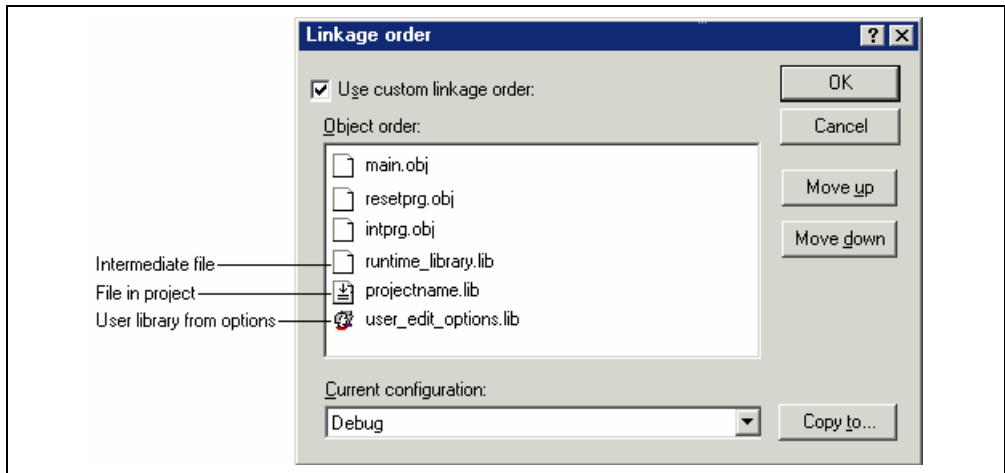 Linkage order
Use custom linkage order:
OK
Object order:
Cancel
main.obj
resetprg.obj
Move up
intprg.obj
Move down
Intermediate file
runtime_library.lib
File in project
projectname.lib
User library from options
user_edit_options.lib
Current configuration:
Debug
Copy to...